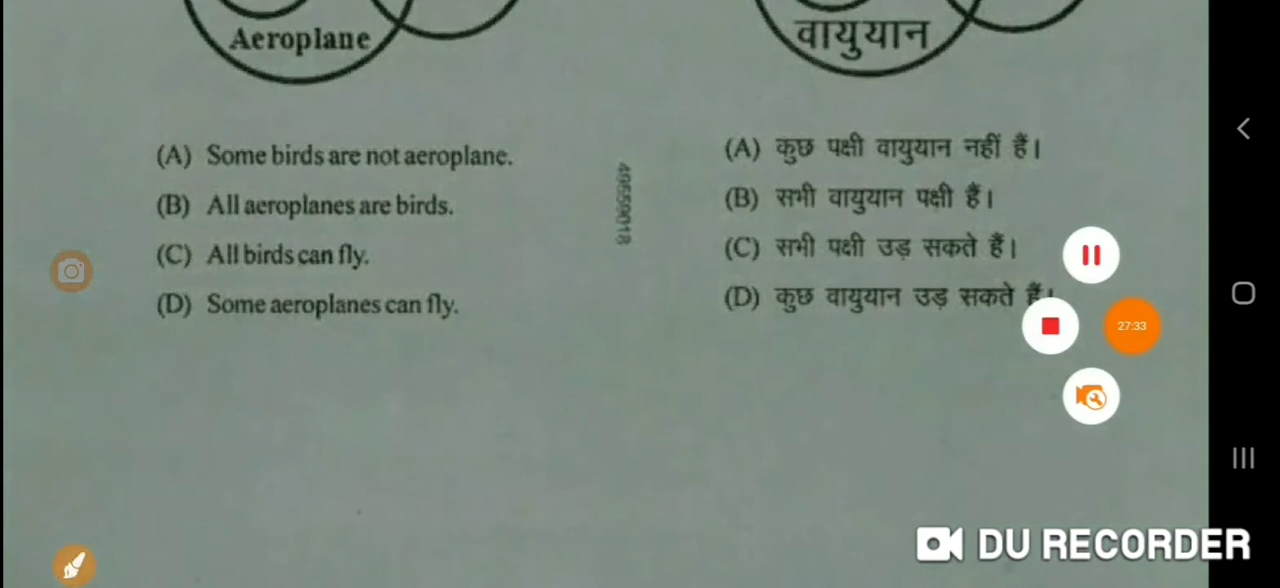 Aeroplane
(A) Some birds are not aeroplane.
(B) All aeroplanes are birds.
(C) All birds can fly.
(D) Some aeroplanes can fly.
49559018
वायुयान
(A) कुछ पक्षी वायुयान नहीं हैं।
(B) सभी वायुयान पक्षी हैं।
(C) सभी पक्षी उड़ सकते हैं।
(D) कुछ वायुयान उड़ सकते हैं।
27:33
DU RECORDER